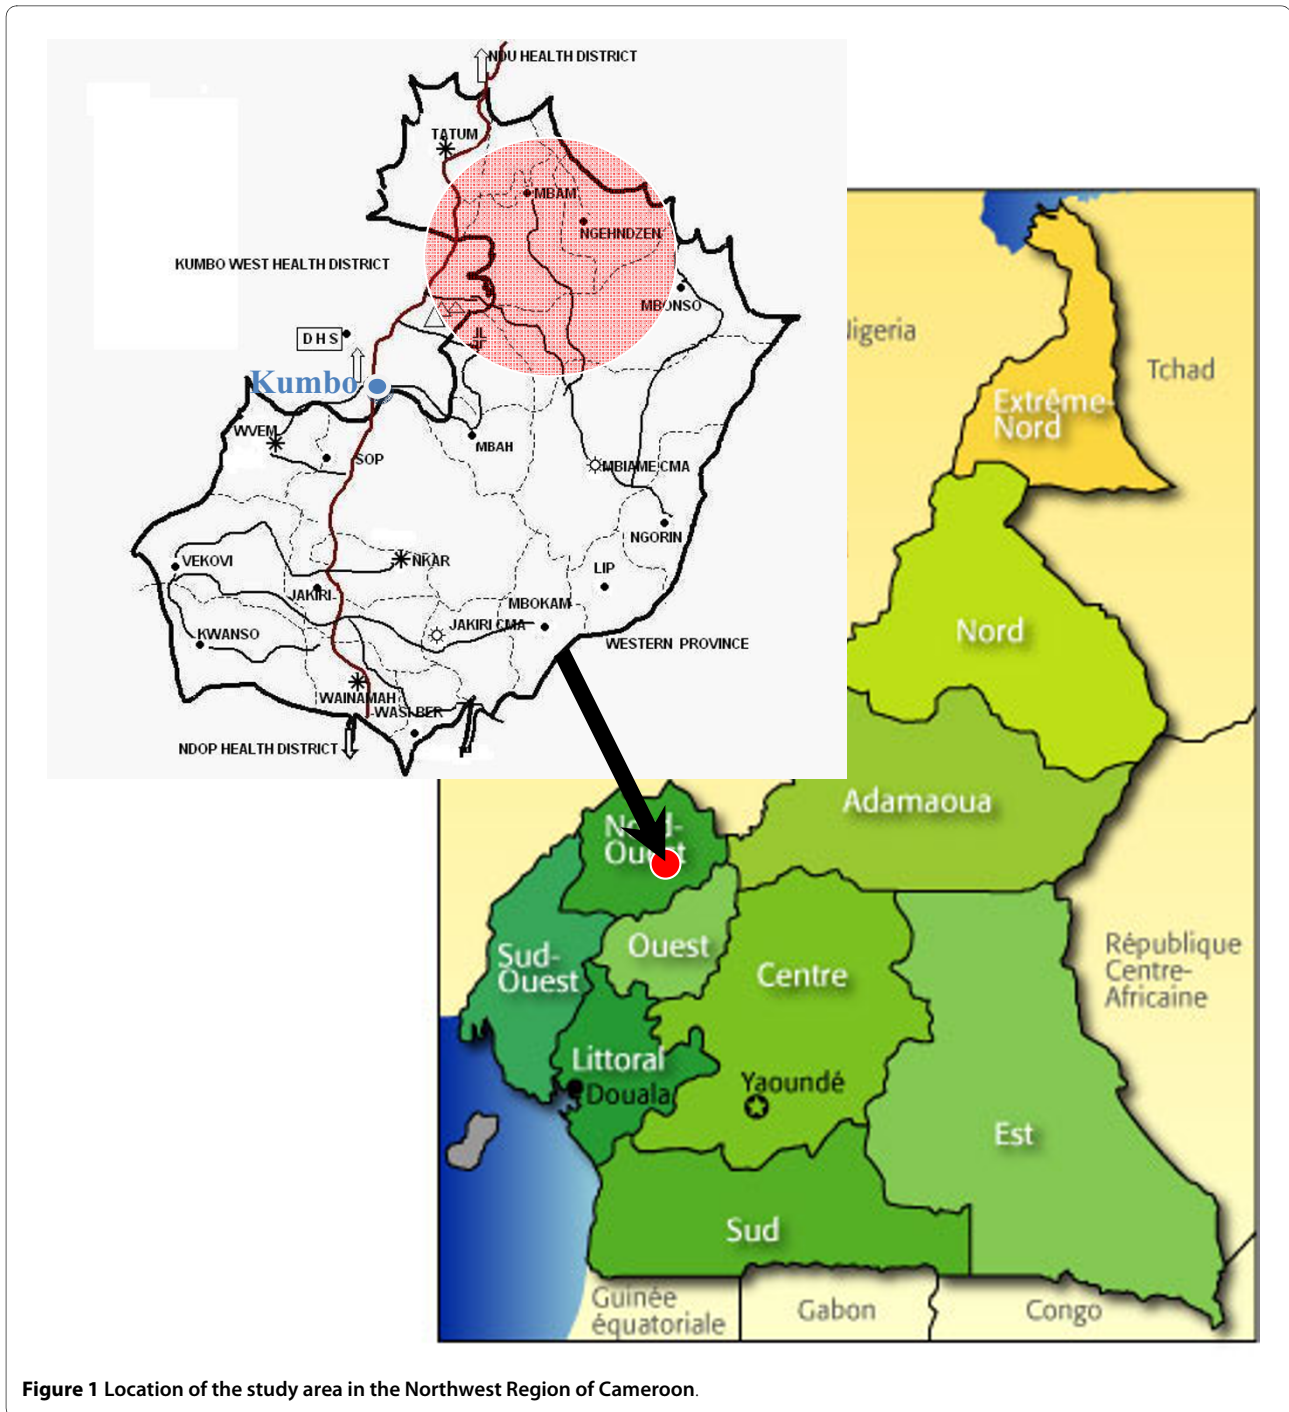 NDU HEALTH DISTRICT
TATUM
MBAM
NGEHNDZEN
KUMBO WEST HEALTH DISTRICT
MBONSO
D H S
Kumbo
WVEM
SOP
MBAH
MBIAME CMA
NGORIN
VEKOVI
NKAR
LIP
JAKIRI
MBOKAM
JAKIRI CMA
KWANSO
WESTERN PROVINCE
WAINAMAH
WASI BER
NDOP HEALTH DISTRICT
Nigeria
Tchad
Extrême-
Nord
Nord
Adamaoua
Nord-
Ouest
Sud-
Ouest
Ouest
Centre
République
Centre-
Africaine
Littoral
Douala
Yaoundé
Est
Sud
Guinée
équatoriale
Gabon
Congo
Figure 1 Location of the study area in the Northwest Region of Cameroon.